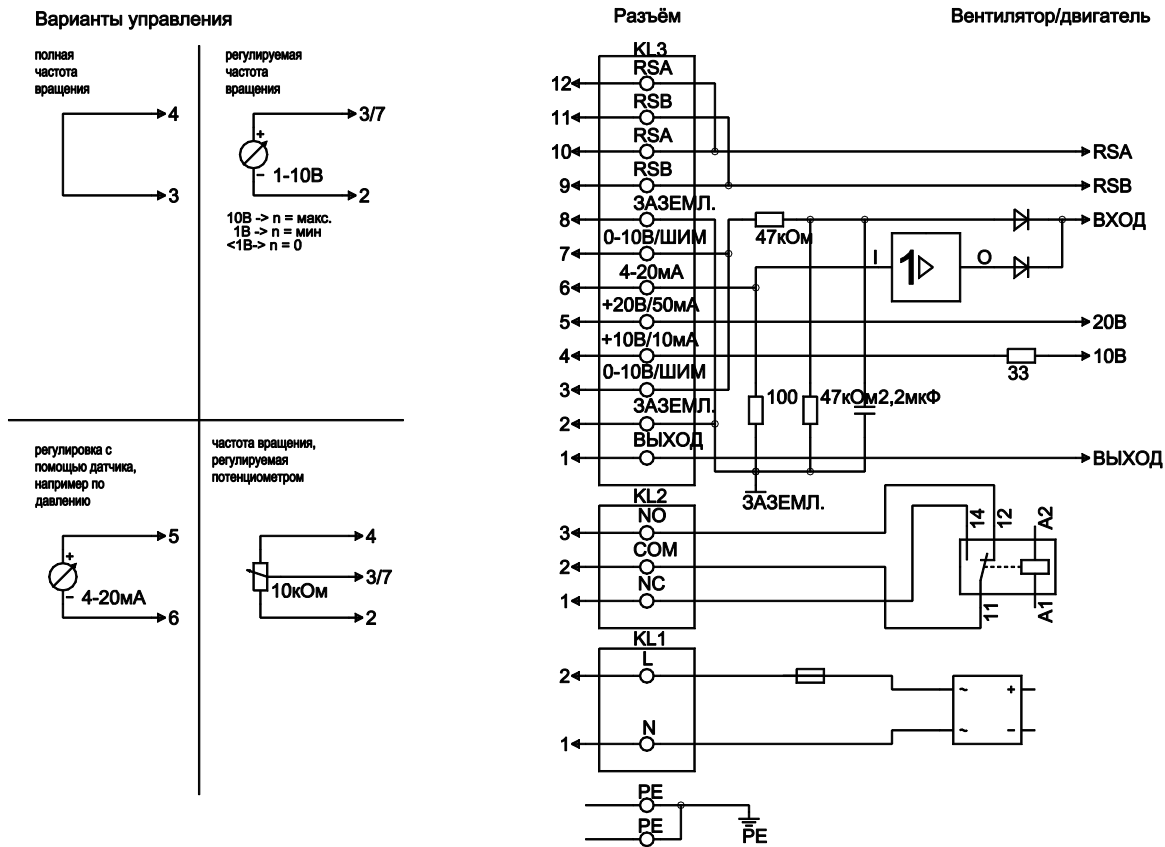 Варианты управления
полная
частота
вращения
4
3
регулируемая
частота
вращения
3/7
+
1-10В
−
2
10В -> n = макс.
1В -> n = мин
<1В-> n = 0
регулировка с
помощью датчика,
например по
давлению
5
+
4-20мА
−
6
частота вращения,
регулируемая
потенциометром
4
3/7
10кОм
2
Разъём
Вентилятор/двигатель
KL3
RSA
12
RSB
11
RSA
10
RSA
RSB
9
RSB
ЗАЗЕМЛ.
8
47кОм
ВХОД
0-10В/ШИМ
7
I
1
O
4-20мА
6
+20В/50мА
5
20В
+10В/10мА
4
33
10В
0-10В/ШИМ
3
100
47кОм
2,2мкФ
ЗАЗЕМЛ.
2
ВЫХОД
1
ВЫХОД
ЗАЗЕМЛ.
KL2
NO
3
COM
2
NC
1
14
12
A2
11
A1
KL1
L
2
N
1
~
+
~
−
PE
PE
PE